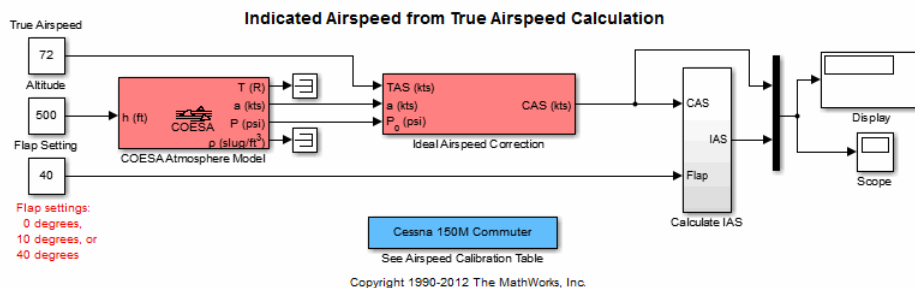 Indicated Airspeed from True Airspeed Calculation
True Airspeed
72
Altitude
500
Flap Setting
40
Flap settings:
0 degrees,
10 degrees, or
40 degrees
h (ft)
COESA
T (R)
a (kts)
P (psi)
ρ (slug/ft³)
COESA Atmosphere Model
TAS (kts)
a (kts)
P₀ (psi)
CAS (kts)
Ideal Airspeed Correction
CAS
IAS
Flap
Calculate IAS
Display
Scope
Cessna 150M Commuter
See Airspeed Calibration Table
Copyright 1990-2012 The MathWorks, Inc.